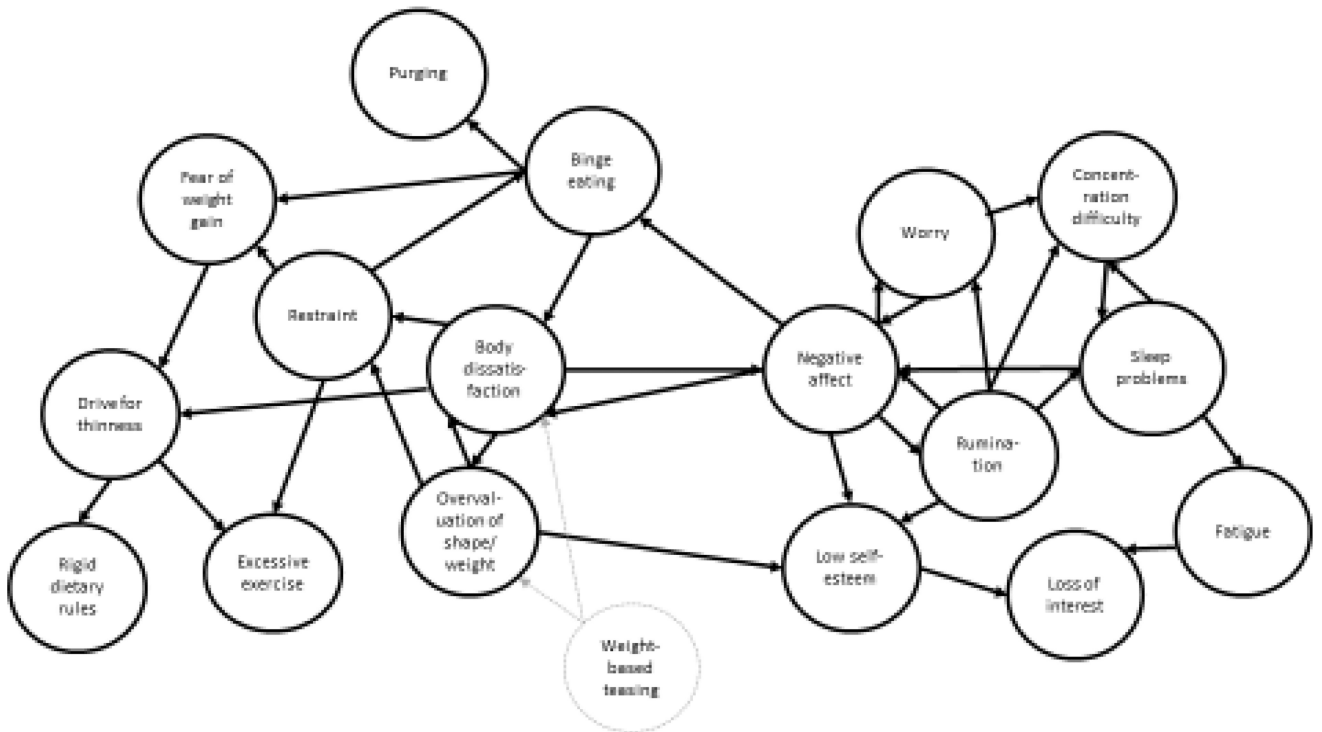 Purging
Binge
eating
Fear of
weight
gain
Concent-
ration
difficulty
Worry
Restraint
Body
dissatis-
faction
Negative
affect
Sleep
problems
Drive for
thinness
Rumina-
tion
Overval-
uation of
shape/
weight
Fatigue
Rigid
dietary
rules
Excessive
exercise
Low self-
esteem
Loss of
interest
Weight-
based
teasing